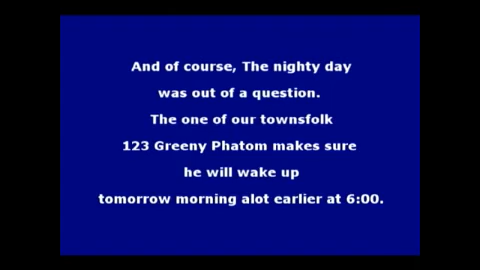 And of course, The nighty day
was out of a question.
The one of our townsfolk
123 Greeny Phatom makes sure
he will wake up
tomorrow morning alot earlier at 6:00.